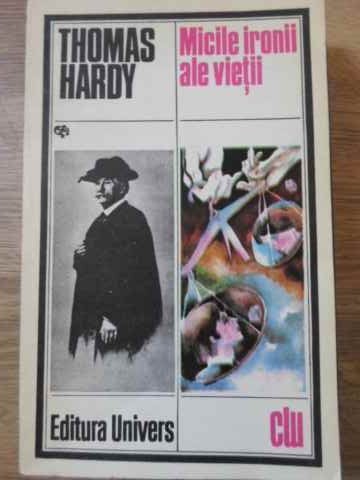 THOMAS
HARDY
Micile ironii
ale vieții
Editura Univers
clu